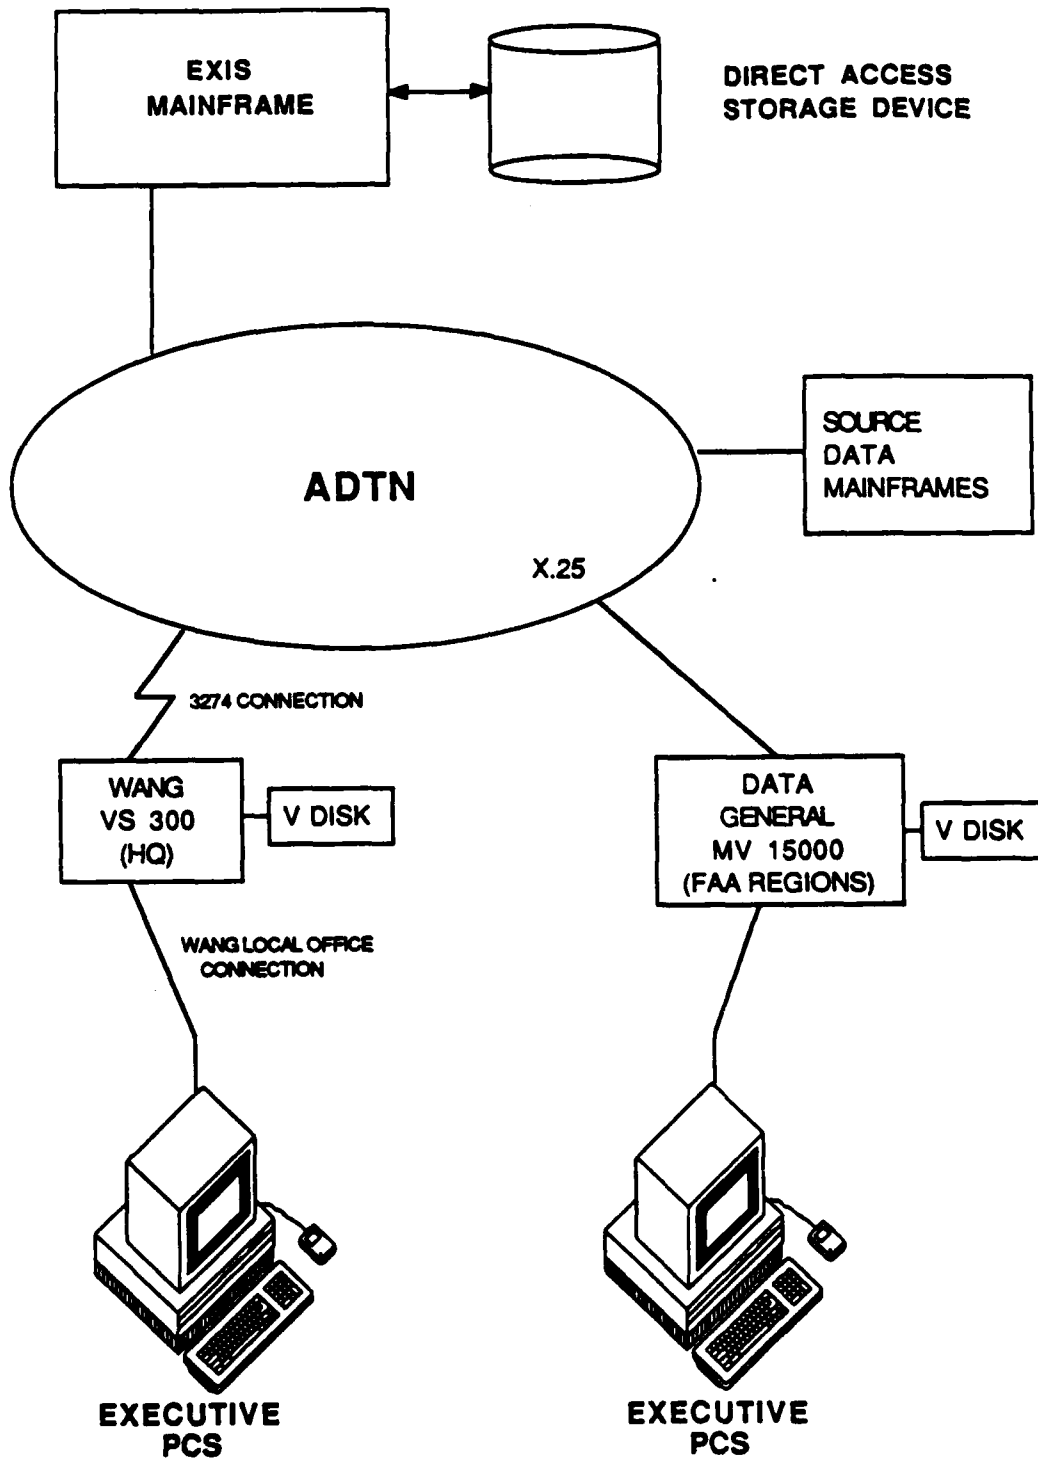 EXIS
MAINFRAME
DIRECT ACCESS
STORAGE DEVICE
ADTN
X.25
SOURCE
DATA
MAINFRAMES
3274 CONNECTION
WANG
VS 300
(HQ)
V DISK
DATA
GENERAL
MV 15000
(FAA REGIONS)
V DISK
WANG LOCAL OFFICE
CONNECTION
EXECUTIVE
PCS
EXECUTIVE
PCS